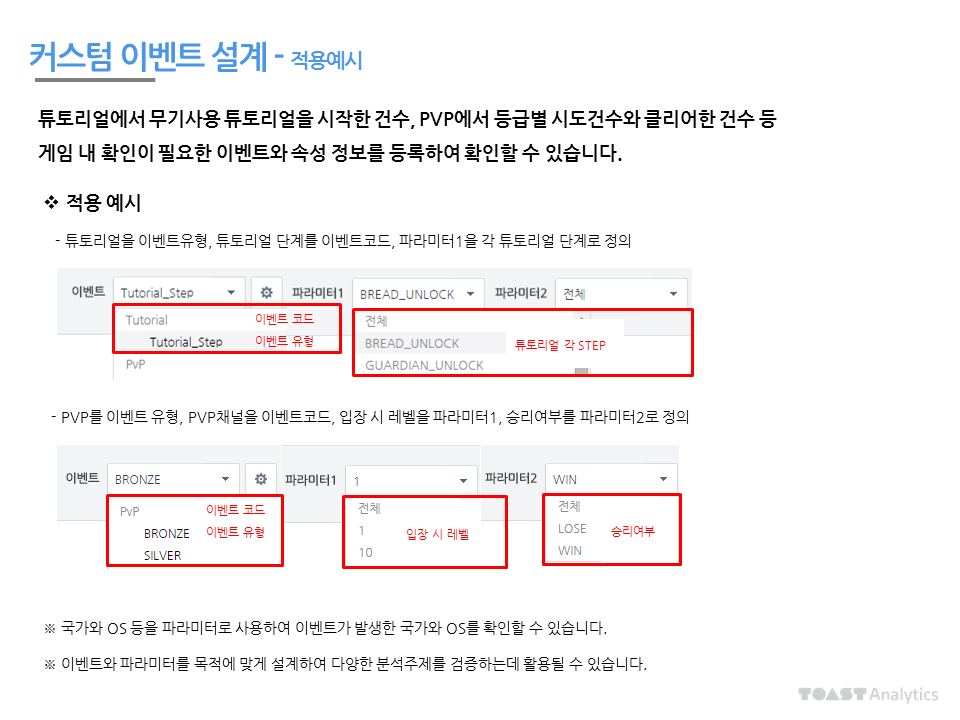 커스텀 이벤트 설계 - 적용예시
튜토리얼에서 무기사용 튜토리얼을 시작한 건수, PVP에서 등급별 시도건수와 클리어한 건수 등
게임 내 확인이 필요한 이벤트와 속성 정보를 등록하여 확인할 수 있습니다.
❖ 적용 예시
- 튜토리얼을 이벤트유형, 튜토리얼 단계를 이벤트코드, 파라미터1을 각 튜토리얼 단계로 정의
이벤트 Tutorial_Step 파라미터1 BREAD_UNLOCK 파라미터2 전체
Tutorial 이벤트 코드 전체
Tutorial_Step 이벤트 유형 BREAD_UNLOCK 튜토리얼 각 STEP
PvP GUARDIAN_UNLOCK
- PVP를 이벤트 유형, PVP채널을 이벤트코드, 입장 시 레벨을 파라미터1, 승리여부를 파라미터2로 정의
이벤트 BRONZE 파라미터1 1 파라미터2 WIN
PvP 이벤트 코드 전체 전체
BRONZE 이벤트 유형 1 입장 시 레벨 LOSE 승리여부
SILVER 10 WIN
※ 국가와 OS 등을 파라미터로 사용하여 이벤트가 발생한 국가와 OS를 확인할 수 있습니다.
※ 이벤트와 파라미터를 목적에 맞게 설계하여 다양한 분석주제를 검증하는데 활용될 수 있습니다.
TOAST Analytics